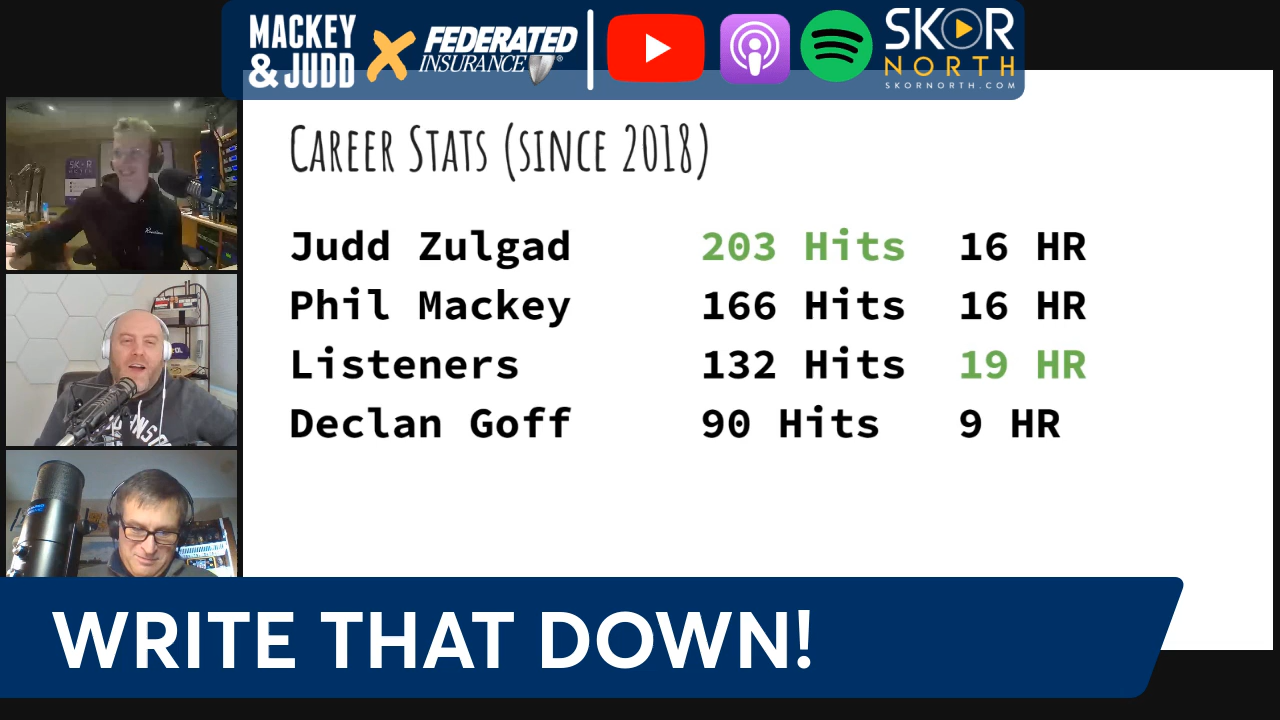 MACKEY
& JUDD
FEDERATED
INSURANCE®
SKOR
NORTH
SKORNORTH.COM
CAREER STATS (SINCE 2018)
Judd Zulgad 203 Hits 16 HR
Phil Mackey 166 Hits 16 HR
Listeners 132 Hits 19 HR
Declan Goff 90 Hits 9 HR
SKOR
WRITE THAT DOWN!